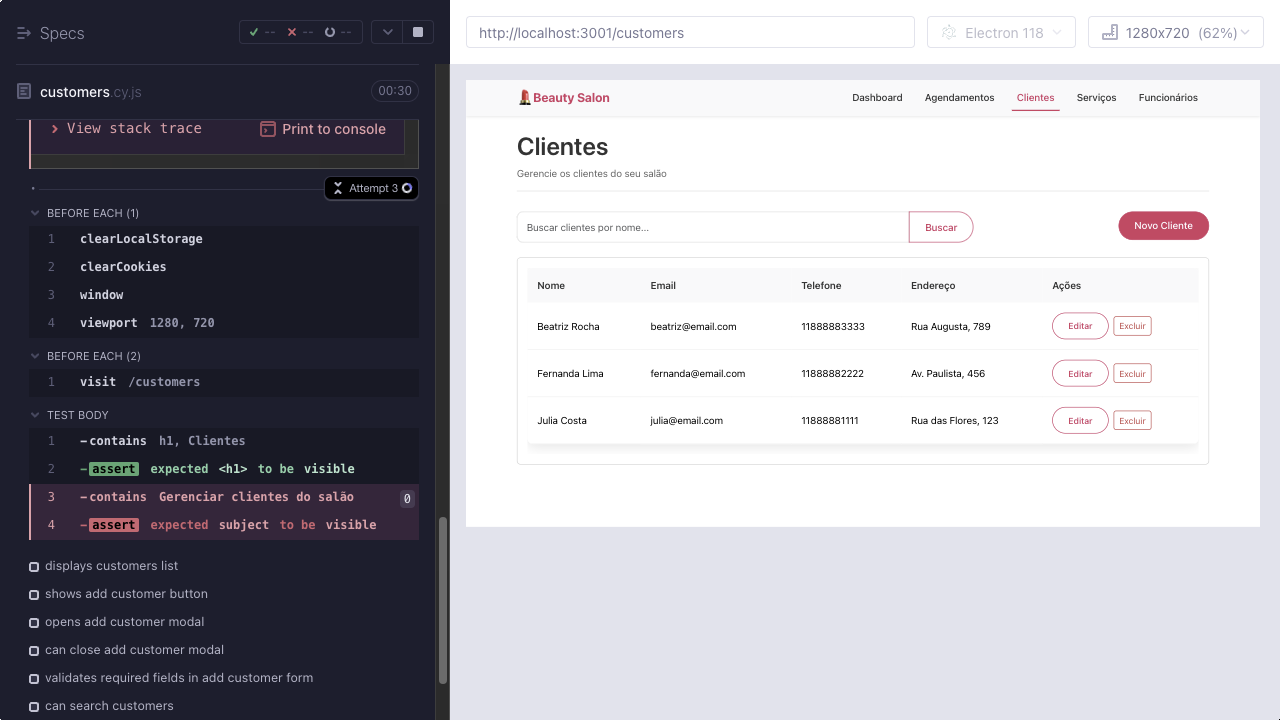 Specs
-- -- --
customers.cy.js
00:30
View stack trace
Print to console
Attempt 3
BEFORE EACH (1)
1 clearLocalStorage
2 clearCookies
3 window
4 viewport 1280, 720
BEFORE EACH (2)
1 visit /customers
TEST BODY
1 -contains h1, Clientes
2 -assert expected <h1> to be visible
3 -contains Gerenciar clientes do salão 0
4 -assert expected subject to be visible
displays customers list
shows add customer button
opens add customer modal
can close add customer modal
validates required fields in add customer form
can search customers
http://localhost:3001/customers
Electron 118
1280x720 (62%)
Beauty Salon
Dashboard Agendamentos Clientes Serviços Funcionários
Clientes
Gerencie os clientes do seu salão
Buscar clientes por nome...
Buscar
Novo Cliente
Nome Email Telefone Endereço Ações
Beatriz Rocha beatriz@email.com 11888883333 Rua Augusta, 789 Editar Excluir
Fernanda Lima fernanda@email.com 11888882222 Av. Paulista, 456 Editar Excluir
Julia Costa julia@email.com 11888881111 Rua das Flores, 123 Editar Excluir